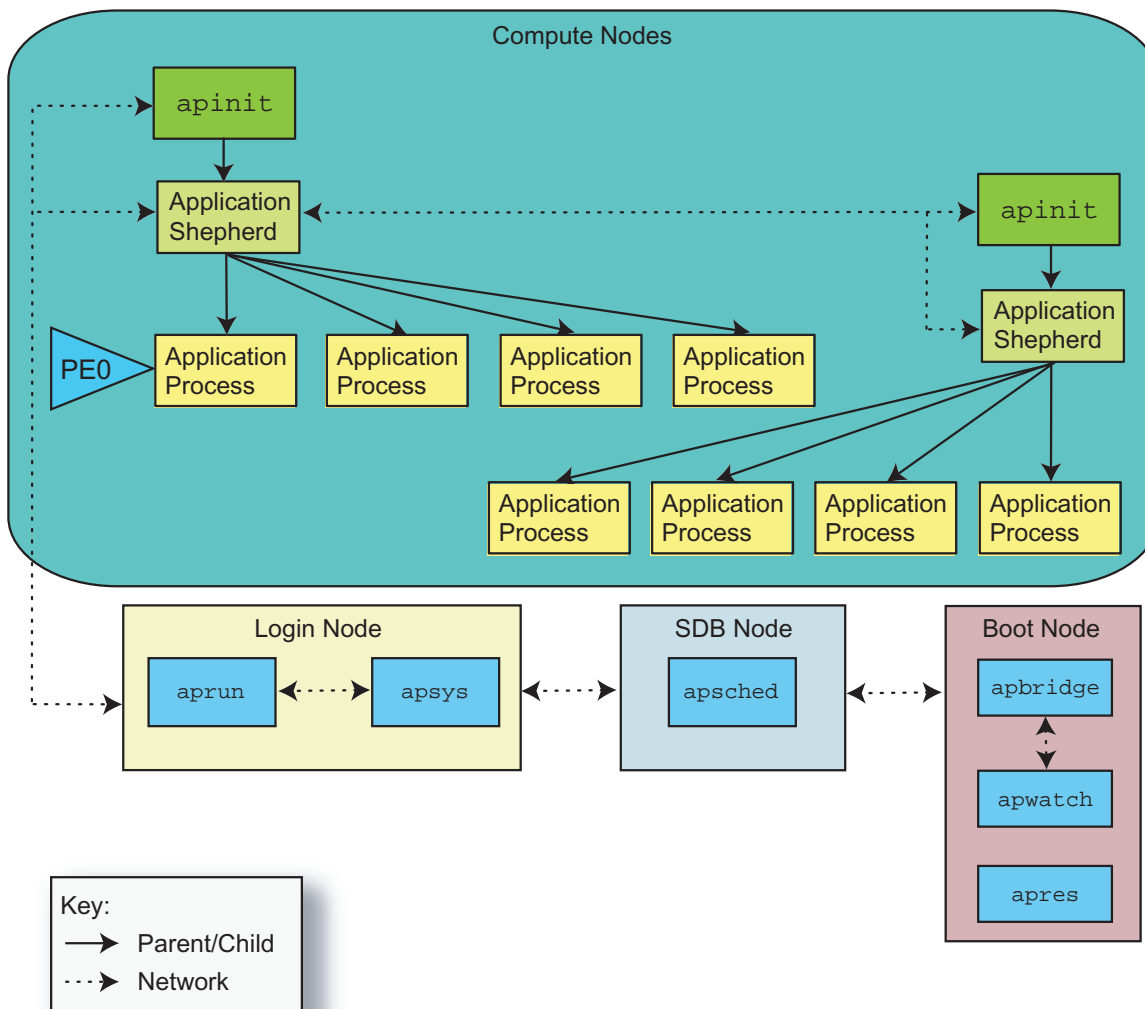 Compute Nodes
apinit
Application
Shepherd
apinit
Application
Shepherd
PE0
Application
Process
Application
Process
Application
Process
Application
Process
Application
Process
Application
Process
Application
Process
Application
Process
Login Node
aprun
apsys
SDB Node
apsched
Boot Node
apbridge
apwatch
apres
Key:
Parent/Child
Network